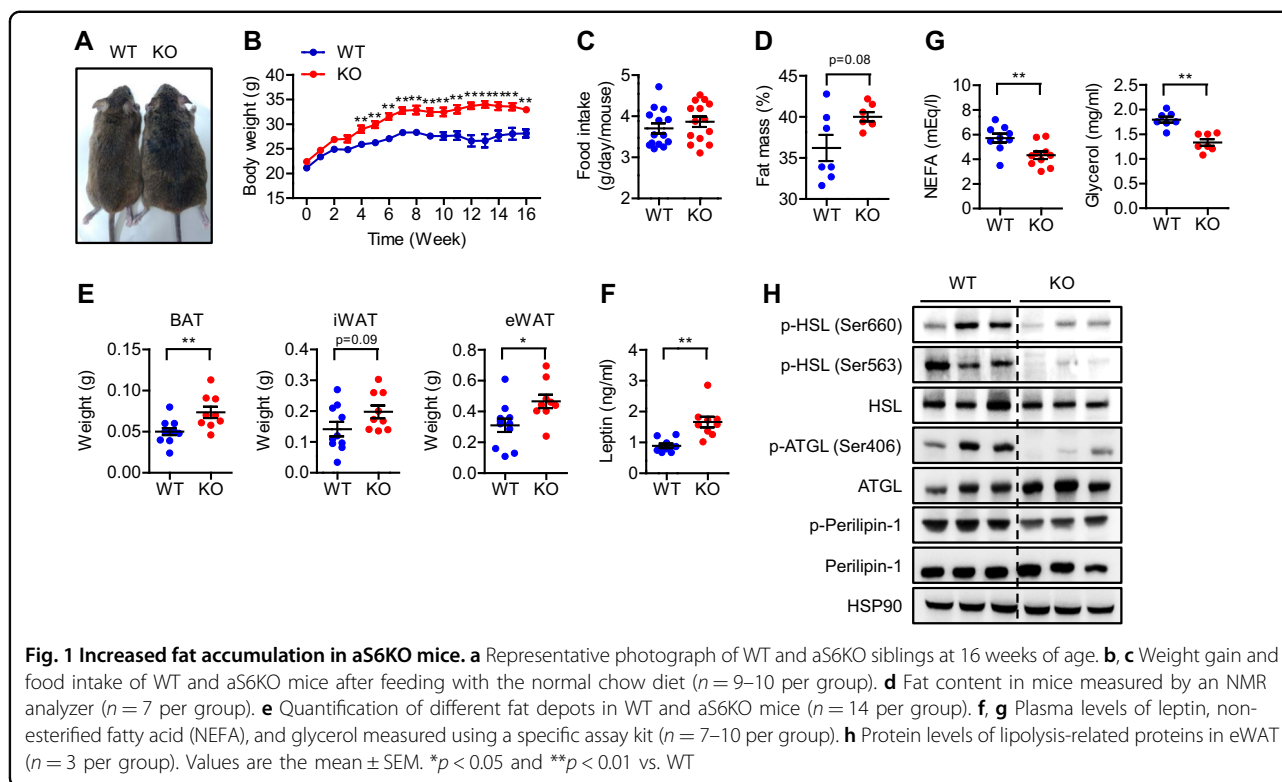 A
WT KO
B
WT
KO
Body weight (g)
40
35
30
25
20
15
** ** ** ** ** ** ** ** ** ** ** ** **
0 2 4 6 8 10 12 14 16
Time (Week)
C
Food intake
(g/day/mouse)
6
5
4
3
2
WT KO
D
p=0.08
Fat mass (%)
45
40
35
30
WT KO
G
**
NEFA (mEq/l)
10
8
6
4
2
0
WT KO
**
Glycerol (mg/ml)
2.5
2.0
1.5
1.0
0.5
0.0
WT KO
E
BAT
**
Weight (g)
0.15
0.10
0.05
0.00
WT KO
iWAT
p=0.09
Weight (g)
0.4
0.3
0.2
0.1
0.0
WT KO
eWAT
*
Weight (g)
0.8
0.6
0.4
0.2
0.0
WT KO
F
**
Leptin (ng/ml)
4
3
2
1
0
WT KO
H
WT KO
p-HSL (Ser660)
p-HSL (Ser563)
HSL
p-ATGL (Ser406)
ATGL
p-Perilipin-1
Perilipin-1
HSP90
Fig. 1 Increased fat accumulation in aS6KO mice. a Representative photograph of WT and aS6KO siblings at 16 weeks of age. b, c Weight gain and
food intake of WT and aS6KO mice after feeding with the normal chow diet (n = 9–10 per group). d Fat content in mice measured by an NMR
analyzer (n = 7 per group). e Quantification of different fat depots in WT and aS6KO mice (n = 14 per group). f, g Plasma levels of leptin, non-
esterified fatty acid (NEFA), and glycerol measured using a specific assay kit (n = 7–10 per group). h Protein levels of lipolysis-related proteins in eWAT
(n = 3 per group). Values are the mean ± SEM. *p < 0.05 and **p < 0.01 vs. WT